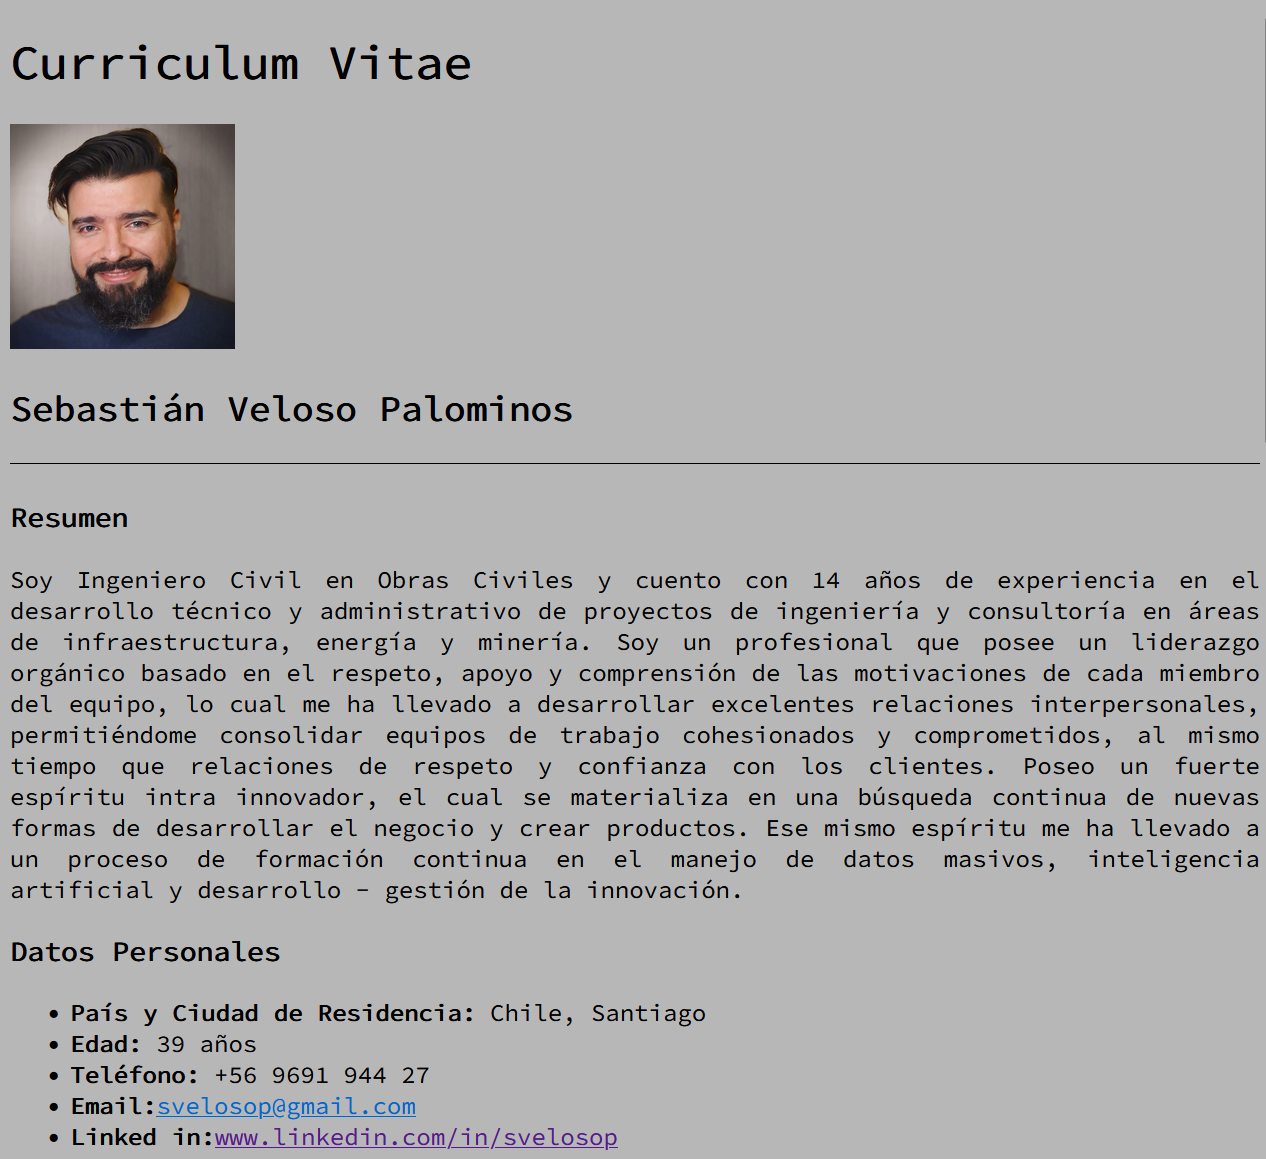 Curriculum Vitae
Sebastián Veloso Palominos
Resumen
Soy Ingeniero Civil en Obras Civiles y cuento con 14 años de experiencia en el
desarrollo técnico y administrativo de proyectos de ingeniería y consultoría en áreas
de infraestructura, energía y minería. Soy un profesional que posee un liderazgo
orgánico basado en el respeto, apoyo y comprensión de las motivaciones de cada miembro
del equipo, lo cual me ha llevado a desarrollar excelentes relaciones interpersonales,
permitiéndome consolidar equipos de trabajo cohesionados y comprometidos, al mismo
tiempo que relaciones de respeto y confianza con los clientes. Poseo un fuerte
espíritu intra innovador, el cual se materializa en una búsqueda continua de nuevas
formas de desarrollar el negocio y crear productos. Ese mismo espíritu me ha llevado a
un proceso de formación continua en el manejo de datos masivos, inteligencia
artificial y desarrollo - gestión de la innovación.
Datos Personales
• País y Ciudad de Residencia: Chile, Santiago
• Edad: 39 años
• Teléfono: +56 9691 944 27
• Email:svelosop@gmail.com
• Linked in:www.linkedin.com/in/svelosop